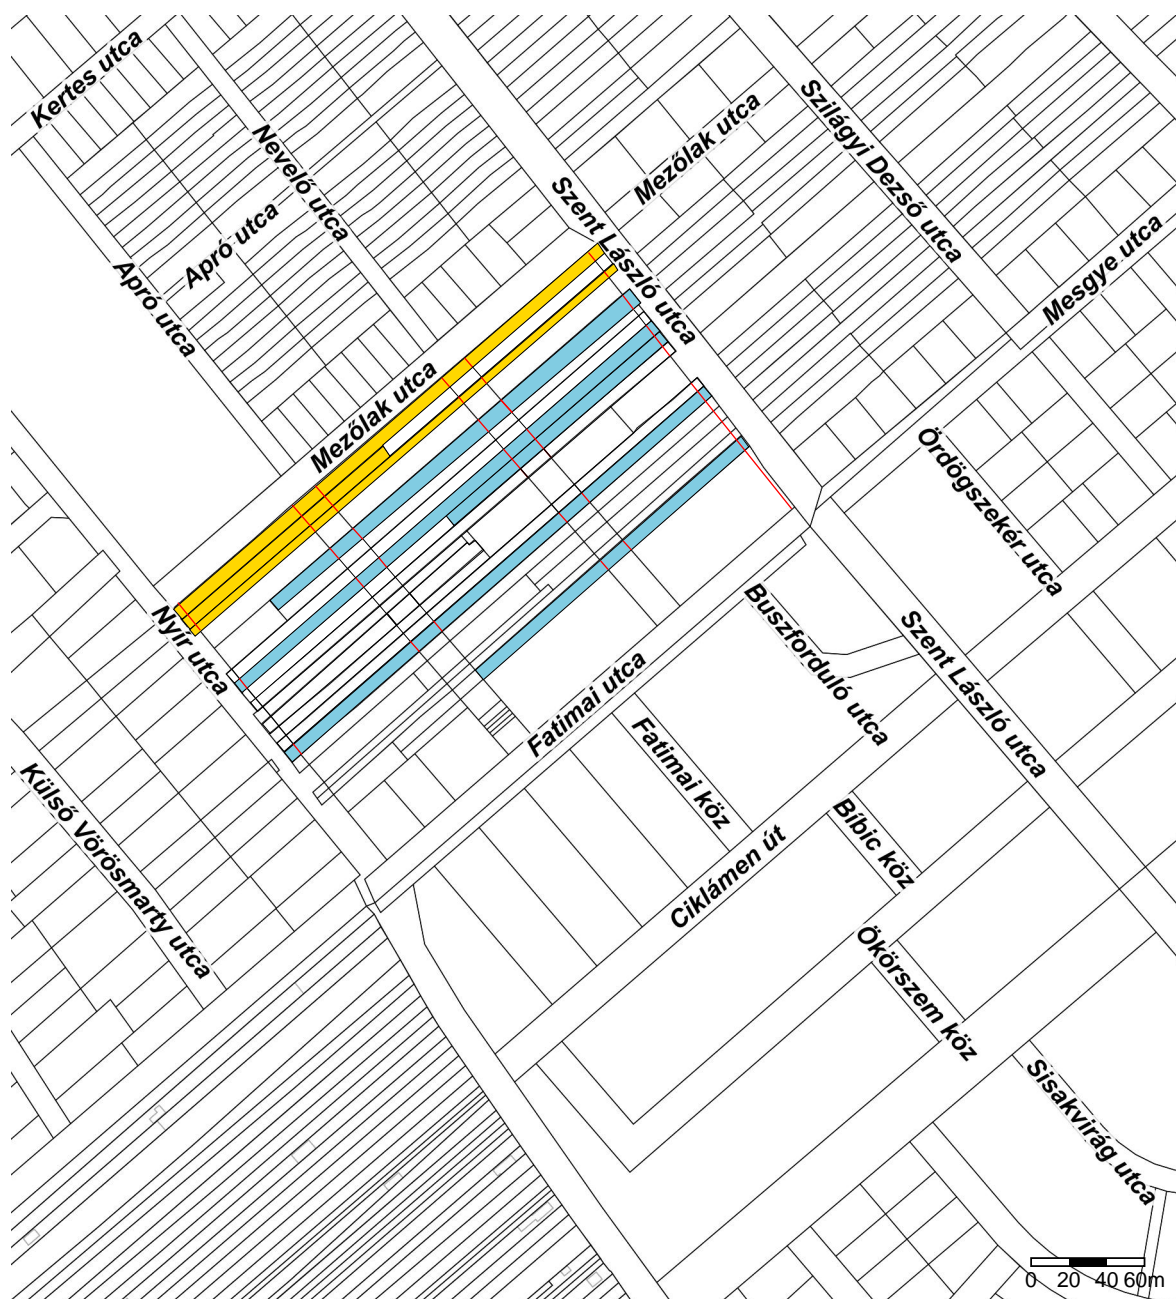 Kertes utca
Nevelő utca
Apró utca
Apró utca
Szent László utca
Mezőlak utca
Szilágyi Dezső utca
Mesgye utca
Mezőlak utca
Nyír utca
Ördögszekér utca
Buszforduló utca
Szent László utca
Fatimai utca
Fatimai köz
Külső Vörösmarty utca
Ciklámen út
Bíbic köz
Ökörszem köz
Sisakvirág utca
0 20 40 60m